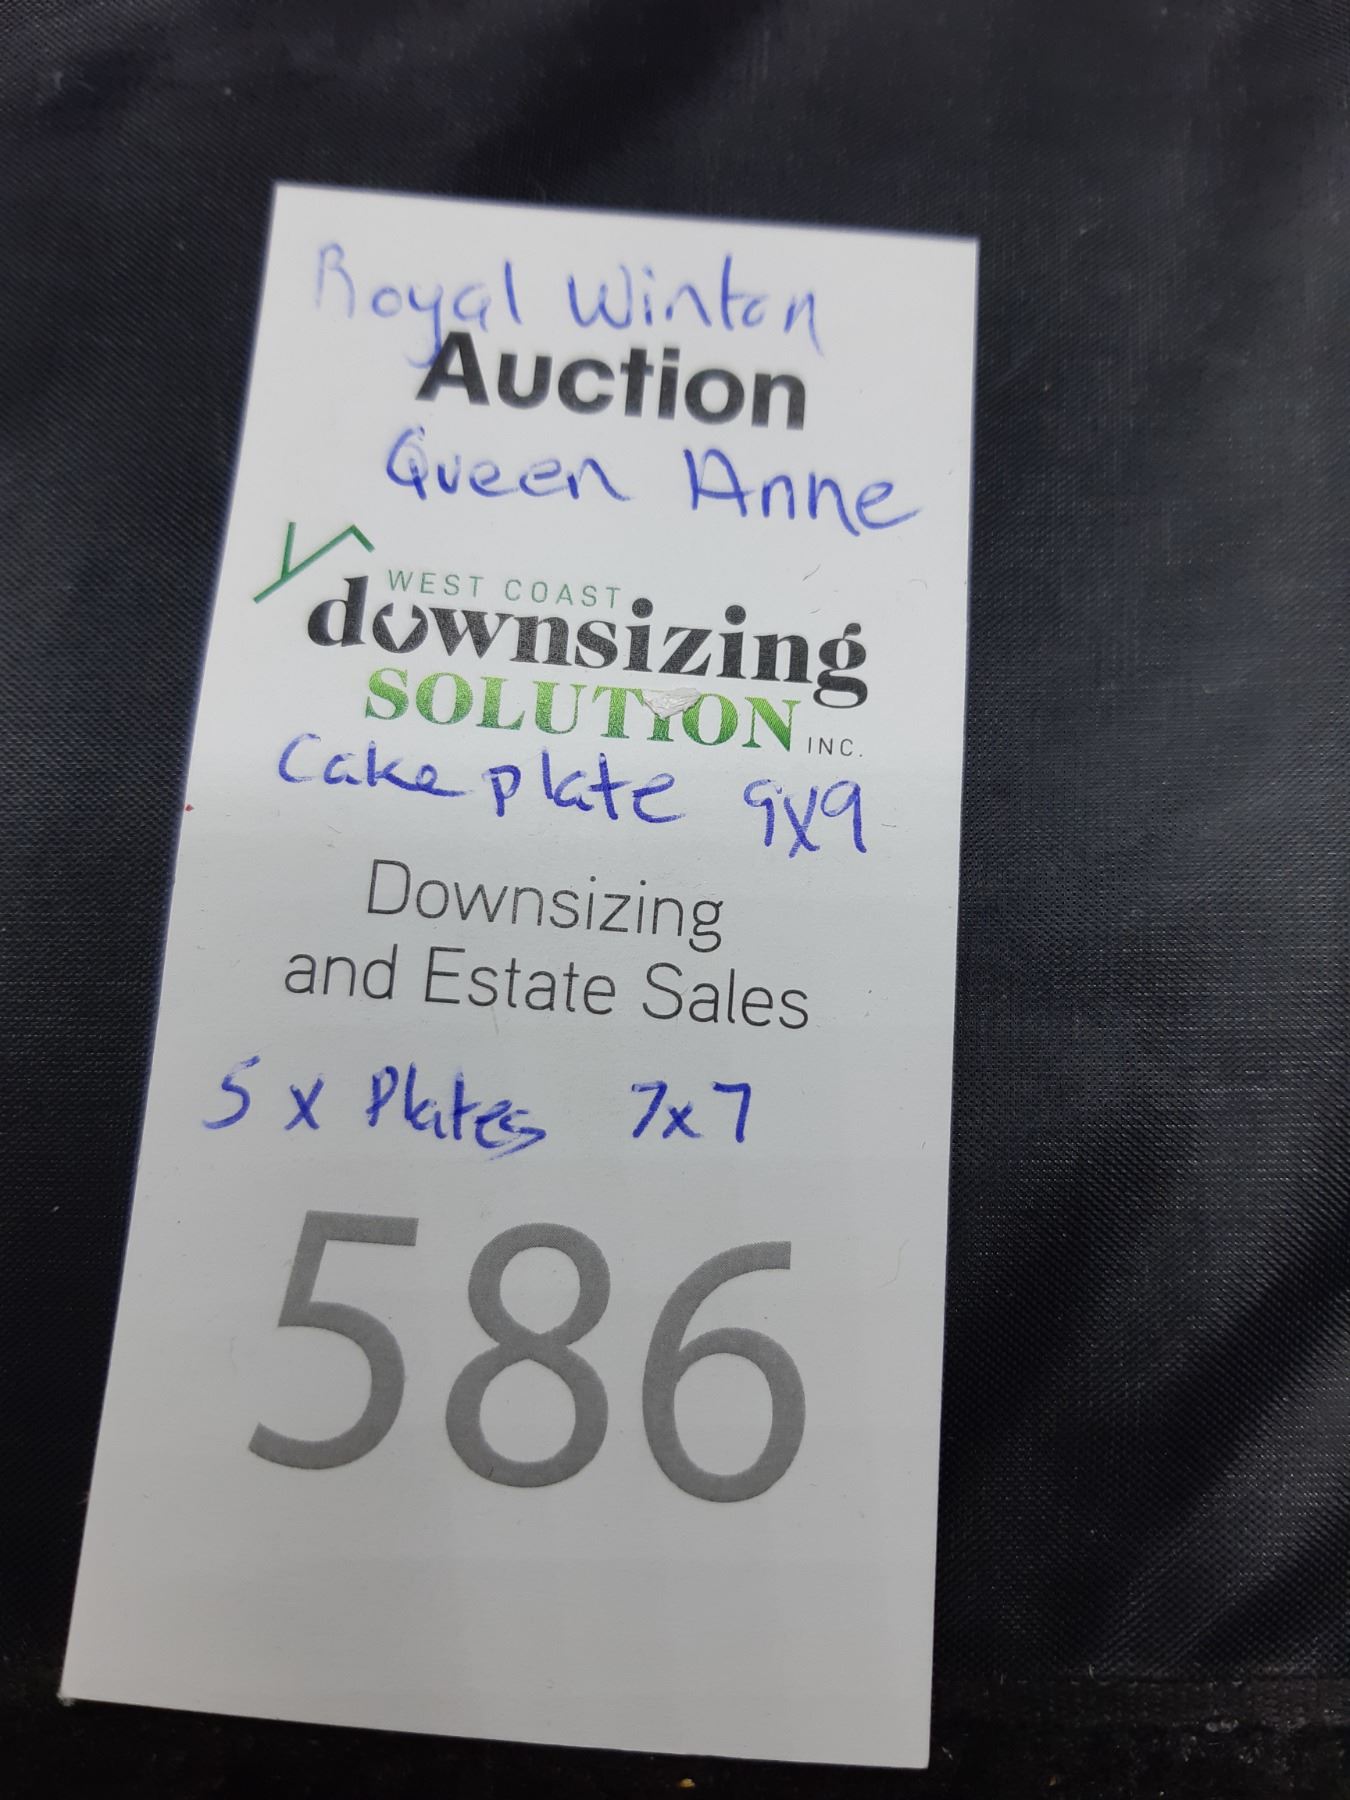 Royal Winton
Auction
Queen Anne
WEST COAST
downsizing
SOLUTION INC.
Cake plate 9x9
Downsizing
and Estate Sales
5 x Plates 7x7
586